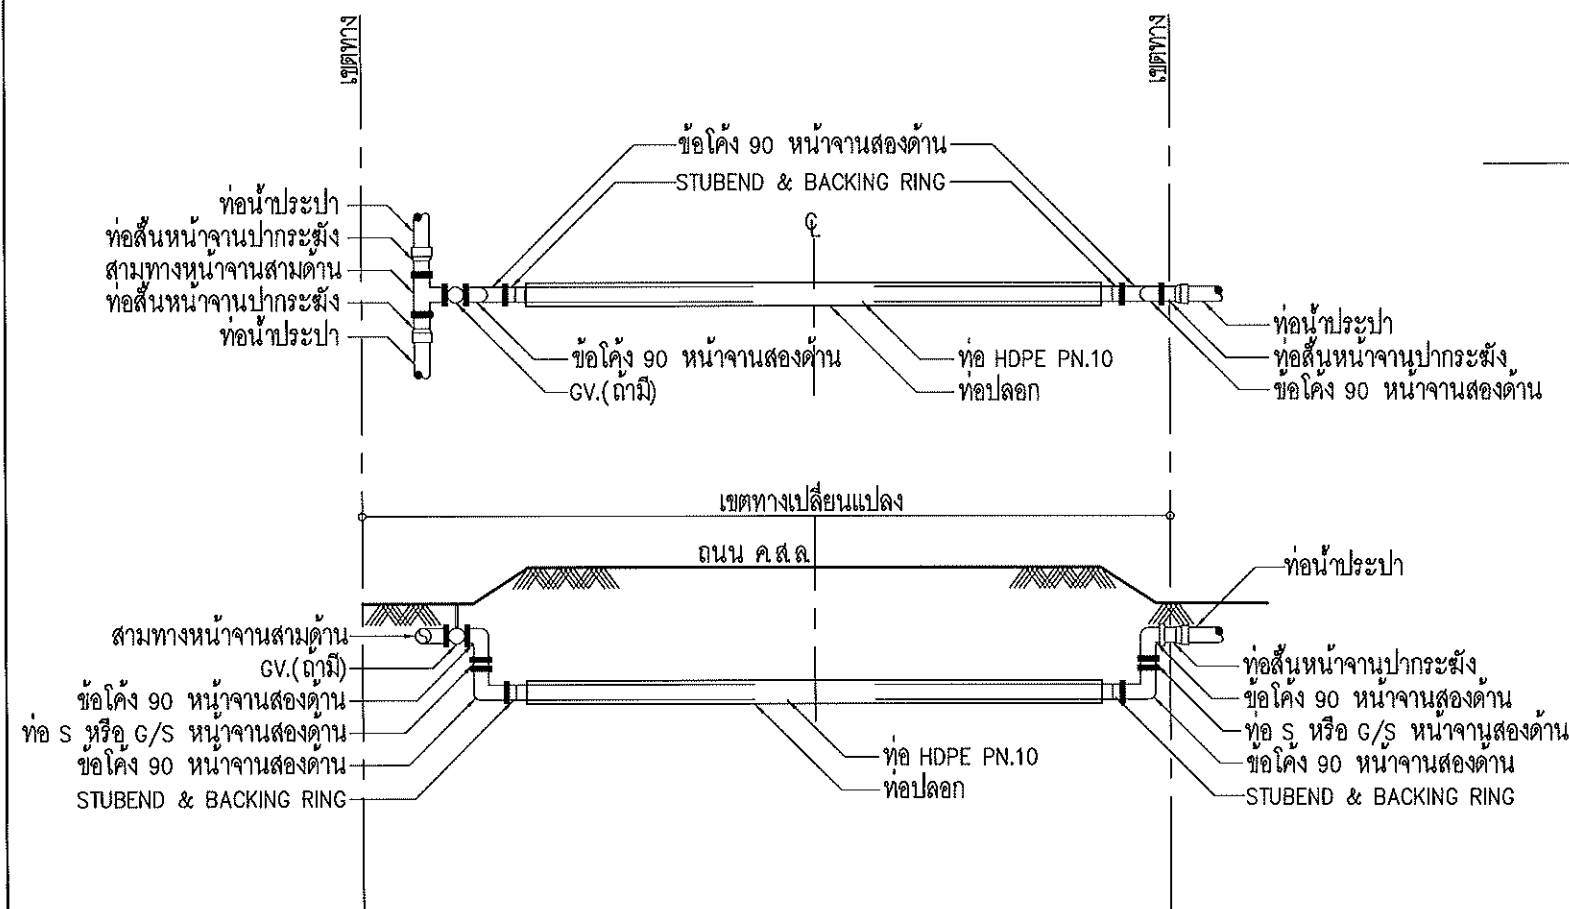 เขตทาง
เขตทาง
ข้อโค้ง 90 หน้าจานสองด้าน
STUBEND & BACKING RING
℄
ท่อน้ำประปา
ท่อสั้นหน้าจานปากระฆัง
สามทางหน้าจานสามด้าน
ท่อสั้นหน้าจานปากระฆัง
ท่อน้ำประปา
ข้อโค้ง 90 หน้าจานสองด้าน
GV.(ถ้ามี)
ท่อ HDPE PN.10
ท่อปลอก
ท่อน้ำประปา
ท่อสั้นหน้าจานปากระฆัง
ข้อโค้ง 90 หน้าจานสองด้าน
เขตทางเปลี่ยนแปลง
ถนน ค.ส.ล.
ท่อน้ำประปา
สามทางหน้าจานสามด้าน
GV.(ถ้ามี)
ข้อโค้ง 90 หน้าจานสองด้าน
ท่อ S หรือ G/S หน้าจานสองด้าน
ข้อโค้ง 90 หน้าจานสองด้าน
STUBEND & BACKING RING
ท่อ HDPE PN.10
ท่อปลอก
ท่อสั้นหน้าจานปากระฆัง
ข้อโค้ง 90 หน้าจานสองด้าน
ท่อ S หรือ G/S หน้าจานสองด้าน
ข้อโค้ง 90 หน้าจานสองด้าน
STUBEND & BACKING RING